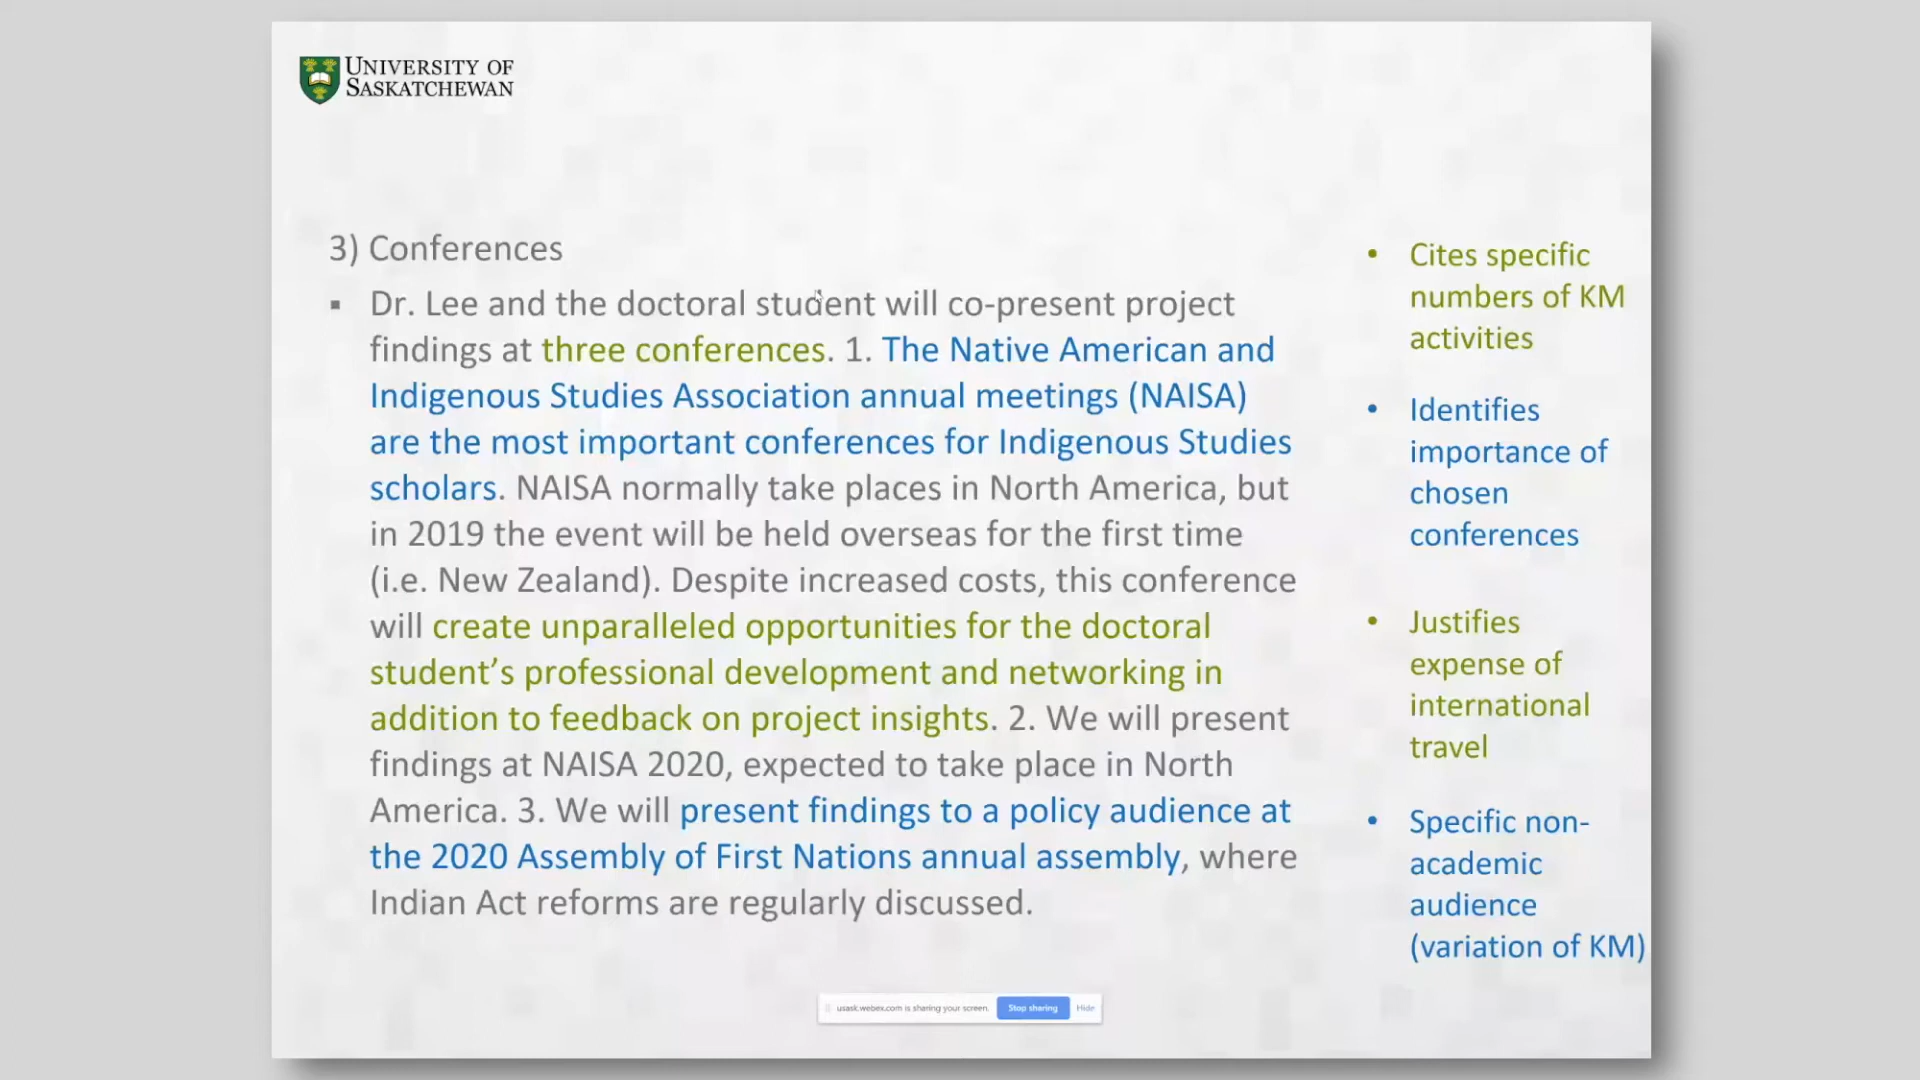 UNIVERSITY OF
SASKATCHEWAN
3) Conferences
▪ Dr. Lee and the doctoral student will co-present project
findings at three conferences. 1. The Native American and
Indigenous Studies Association annual meetings (NAISA)
are the most important conferences for Indigenous Studies
scholars. NAISA normally take places in North America, but
in 2019 the event will be held overseas for the first time
(i.e. New Zealand). Despite increased costs, this conference
will create unparalleled opportunities for the doctoral
student’s professional development and networking in
addition to feedback on project insights. 2. We will present
findings at NAISA 2020, expected to take place in North
America. 3. We will present findings to a policy audience at
the 2020 Assembly of First Nations annual assembly, where
Indian Act reforms are regularly discussed.
• Cites specific
numbers of KM
activities
• Identifies
importance of
chosen
conferences
• Justifies
expense of
international
travel
• Specific non-
academic
audience
(variation of KM)
usask.webex.com is sharing your screen. Stop sharing Hide